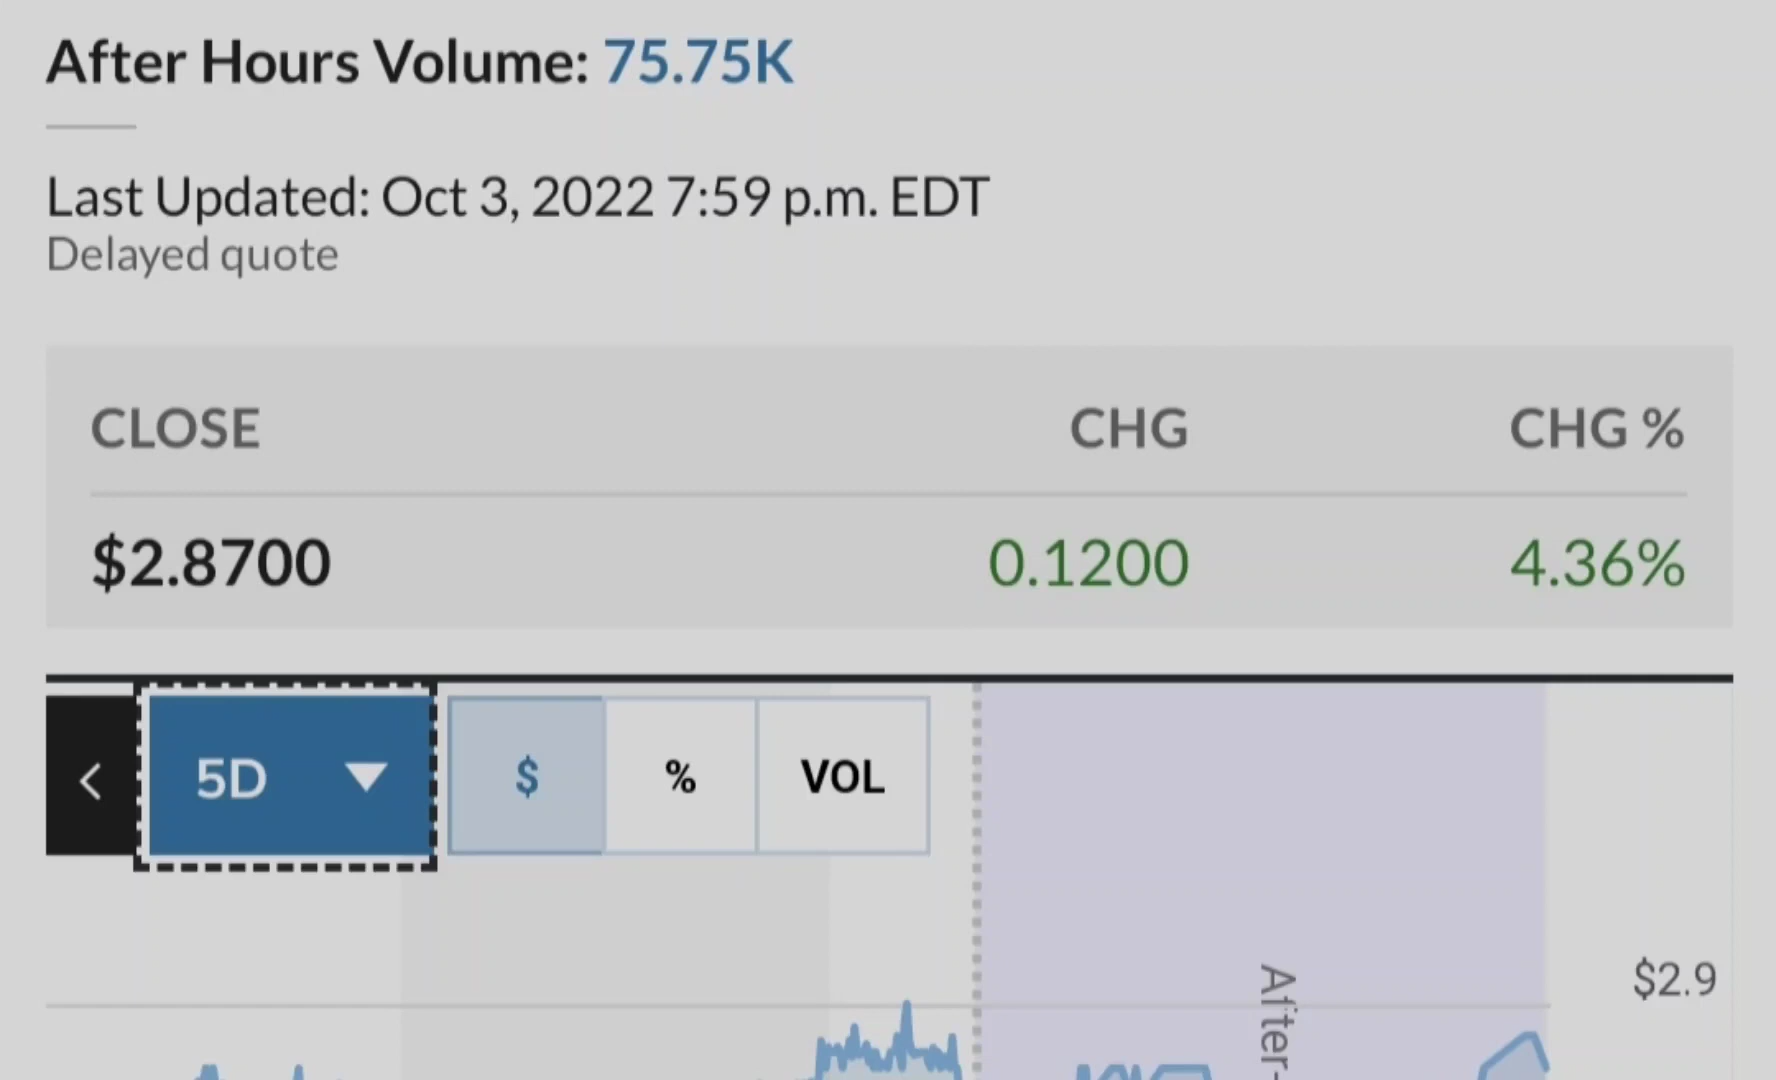 After Hours Volume: 75.75K
Last Updated: Oct 3, 2022 7:59 p.m. EDT
Delayed quote
CLOSE CHG CHG %
$2.8700 0.1200 4.36%
5D $ % VOL
$2.9
After-